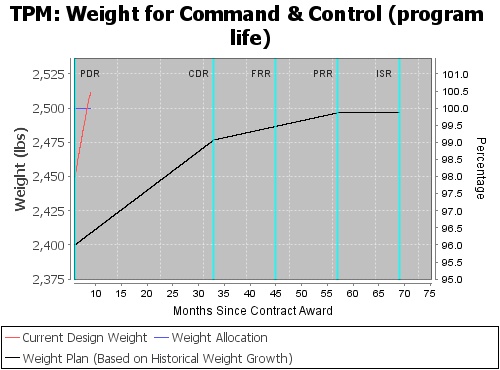 TPM: Weight for Command & Control (program
life)
PDR CDR FRR PRR ISR
2,525
2,500
2,475
2,450
2,425
2,400
2,375
Weight (lbs)
101.0
100.5
100.0
99.5
99.0
98.5
98.0
97.5
97.0
96.5
96.0
95.5
95.0
Percentage
10 15 20 25 30 35 40 45 50 55 60 65 70 75
Months Since Contract Award
Current Design Weight Weight Allocation
Weight Plan (Based on Historical Weight Growth)